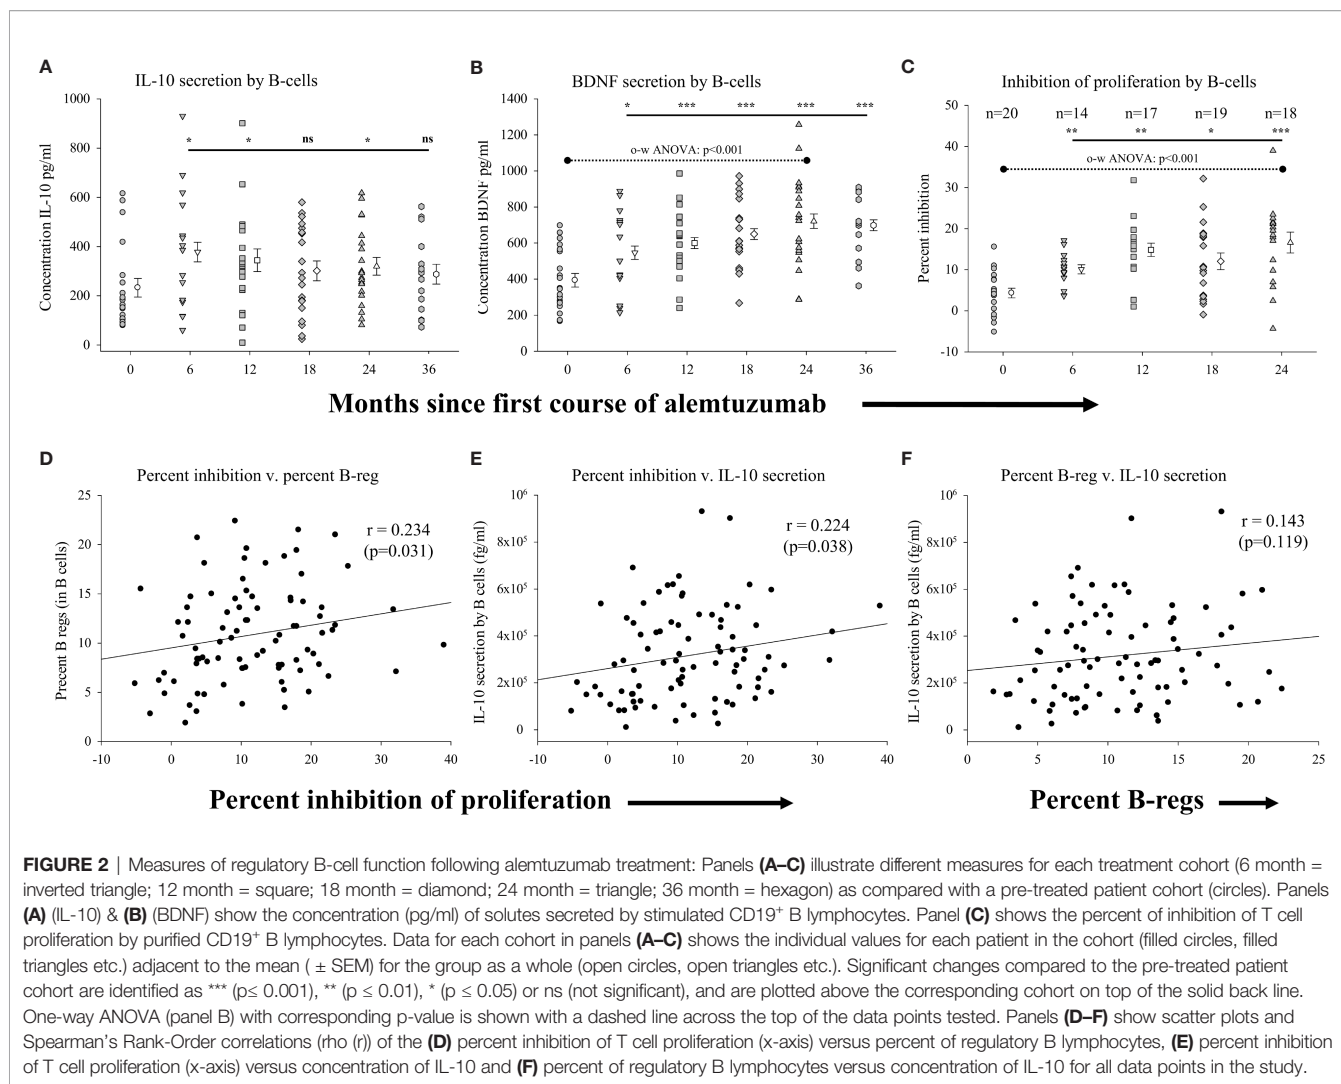 A
IL-10 secretion by B-cells
Concentration IL-10 pg/ml
1000
800
600
400
200
0
* * ns * ns
0 6 12 18 24 36
B
BDNF secretion by B-cells
Concentration BDNF pg/ml
1400
1200
1000
800
600
400
200
0
* *** *** *** ***
o-w ANOVA: p<0.001
0 6 12 18 24 36
C
Inhibition of proliferation by B-cells
Percent inhibition
50
40
30
20
10
0
-10
n=20 n=14 n=17 n=19 n=18
** ** * ***
o-w ANOVA: p<0.001
0 6 12 18 24
Months since first course of alemtuzumab
D
Percent inhibition v. percent B-reg
Precent B regs (in B cells)
25
20
15
10
5
0
r = 0.234
(p=0.031)
-10 0 10 20 30 40
E
Percent inhibition v. IL-10 secretion
IL-10 secretion by B cells (fg/ml)
10⁶
8x10⁵
6x10⁵
4x10⁵
2x10⁵
0
r = 0.224
(p=0.038)
-10 0 10 20 30 40
F
Percent B-reg v. IL-10 secretion
IL-10 secretion by B cells (fg/ml)
10⁶
8x10⁵
6x10⁵
4x10⁵
2x10⁵
0
r = 0.143
(p=0.119)
0 5 10 15 20 25
Percent inhibition of proliferation
Percent B-regs
FIGURE 2 | Measures of regulatory B-cell function following alemtuzumab treatment: Panels (A–C) illustrate different measures for each treatment cohort (6 month =
inverted triangle; 12 month = square; 18 month = diamond; 24 month = triangle; 36 month = hexagon) as compared with a pre-treated patient cohort (circles). Panels
(A) (IL-10) & (B) (BDNF) show the concentration (pg/ml) of solutes secreted by stimulated CD19⁺ B lymphocytes. Panel (C) shows the percent of inhibition of T cell
proliferation by purified CD19⁺ B lymphocytes. Data for each cohort in panels (A–C) shows the individual values for each patient in the cohort (filled circles, filled
triangles etc.) adjacent to the mean ( ± SEM) for the group as a whole (open circles, open triangles etc.). Significant changes compared to the pre-treated patient
cohort are identified as *** (p≤ 0.001), ** (p ≤ 0.01), * (p ≤ 0.05) or ns (not significant), and are plotted above the corresponding cohort on top of the solid back line.
One-way ANOVA (panel B) with corresponding p-value is shown with a dashed line across the top of the data points tested. Panels (D–F) show scatter plots and
Spearman's Rank-Order correlations (rho (r)) of the (D) percent inhibition of T cell proliferation (x-axis) versus percent of regulatory B lymphocytes, (E) percent inhibition
of T cell proliferation (x-axis) versus concentration of IL-10 and (F) percent of regulatory B lymphocytes versus concentration of IL-10 for all data points in the study.